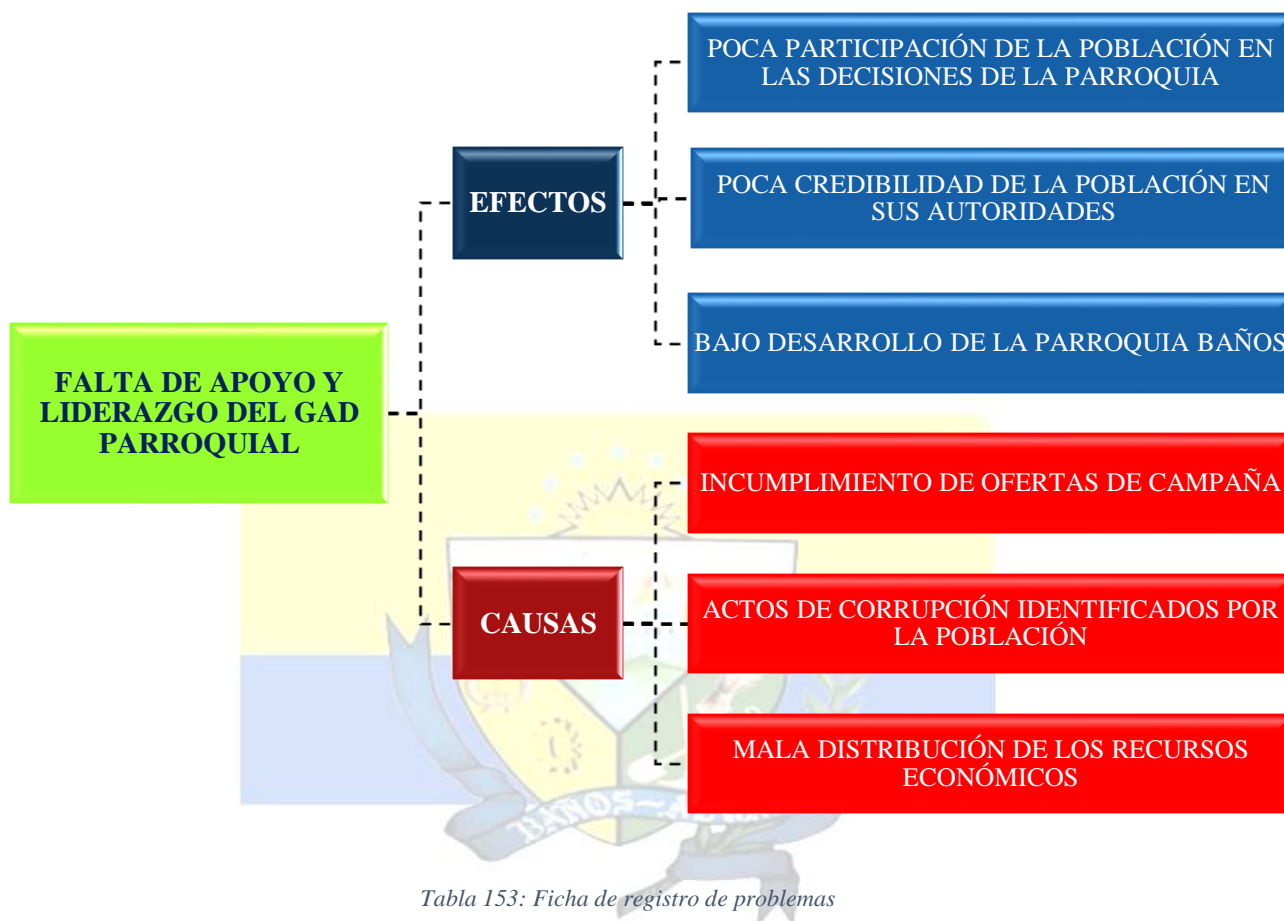 POCA PARTICIPACIÓN DE LA POBLACIÓN EN
LAS DECISIONES DE LA PARROQUIA
EFECTOS
POCA CREDIBILIDAD DE LA POBLACIÓN EN
SUS AUTORIDADES
BAJO DESARROLLO DE LA PARROQUIA BAÑOS
FALTA DE APOYO Y
LIDERAZGO DEL GAD
PARROQUIAL
INCUMPLIMIENTO DE OFERTAS DE CAMPAÑA
CAUSAS
ACTOS DE CORRUPCIÓN IDENTIFICADOS POR
LA POBLACIÓN
MALA DISTRIBUCIÓN DE LOS RECURSOS
ECONÓMICOS
BAÑOS~
Tabla 153: Ficha de registro de problemas